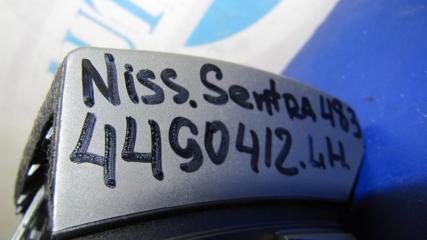 Niss. Sentra 483
4490412. LH.